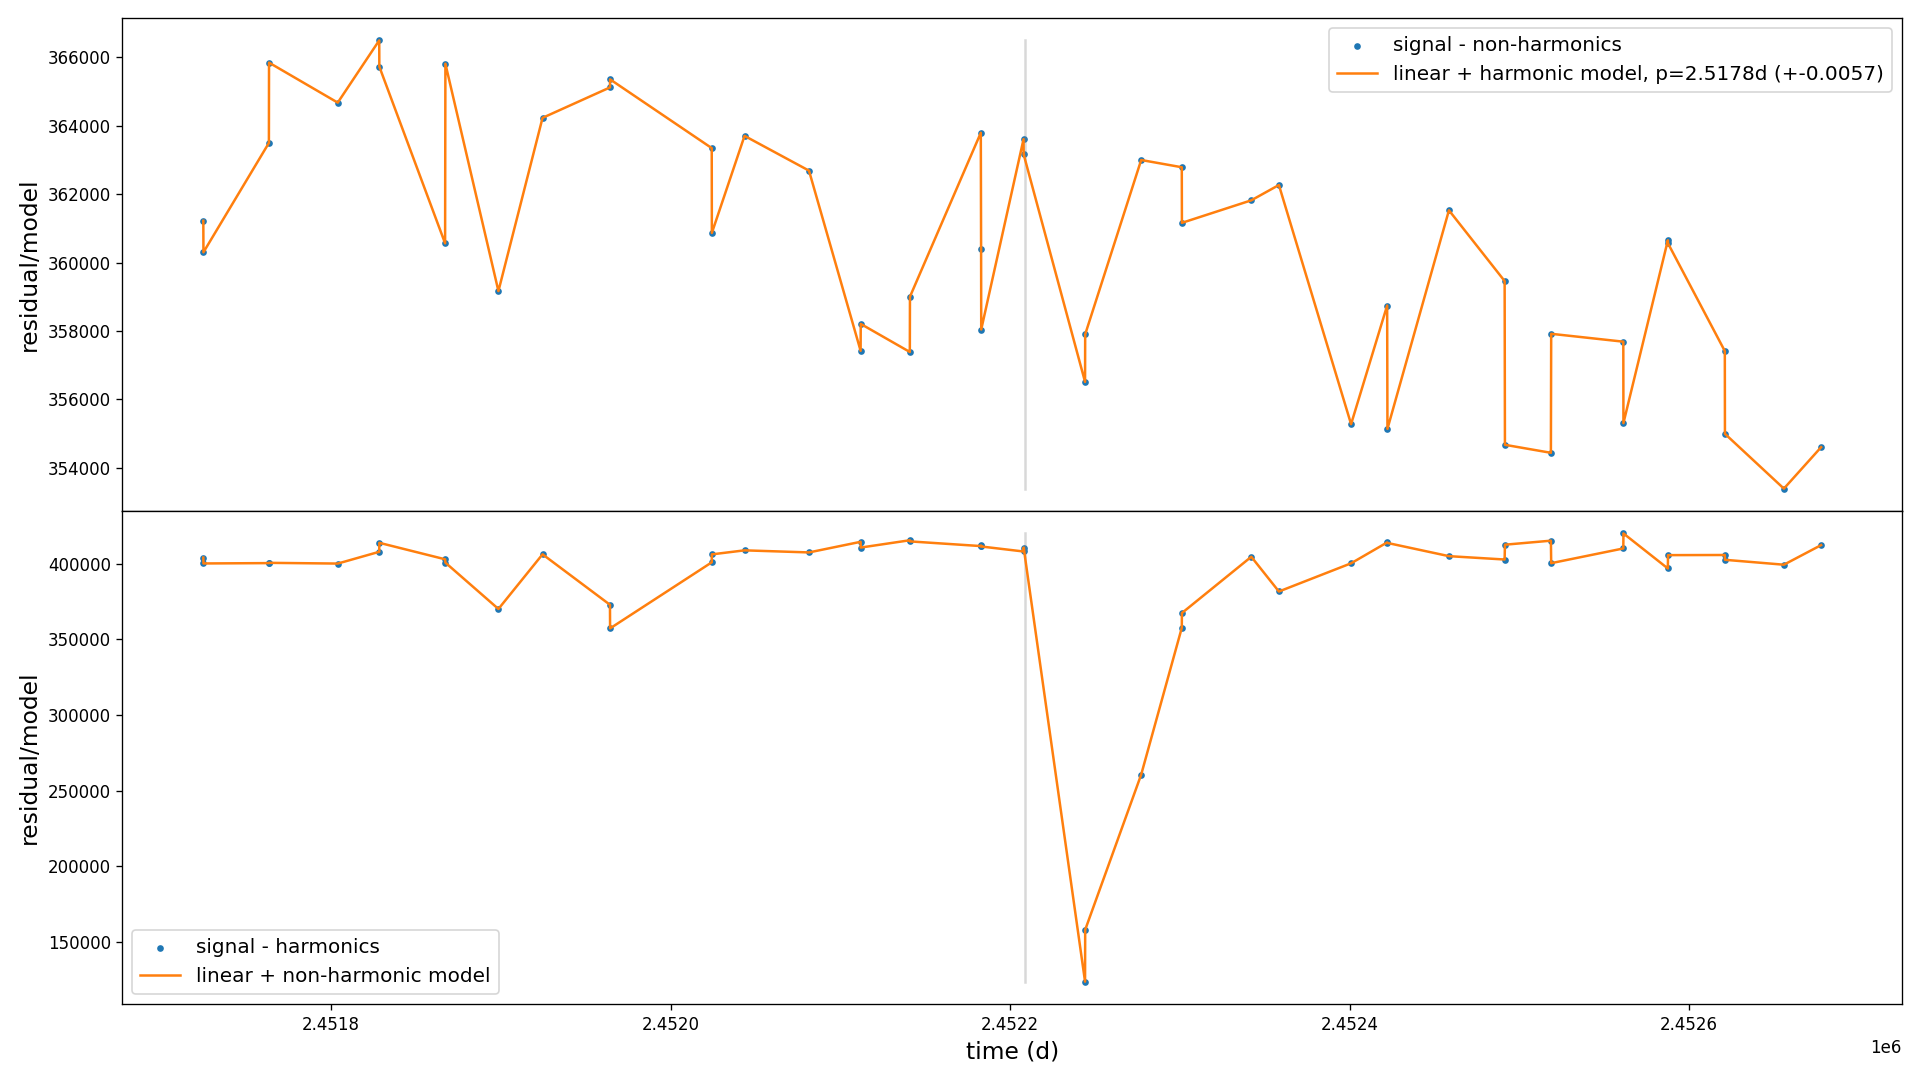 366000
364000
362000
360000
358000
356000
354000
residual/model
signal - non-harmonics
linear + harmonic model, p=2.5178d (+-0.0057)
400000
350000
300000
250000
200000
150000
residual/model
signal - harmonics
linear + non-harmonic model
2.4518
2.4520
2.4522
2.4524
2.4526
time (d)
1e6